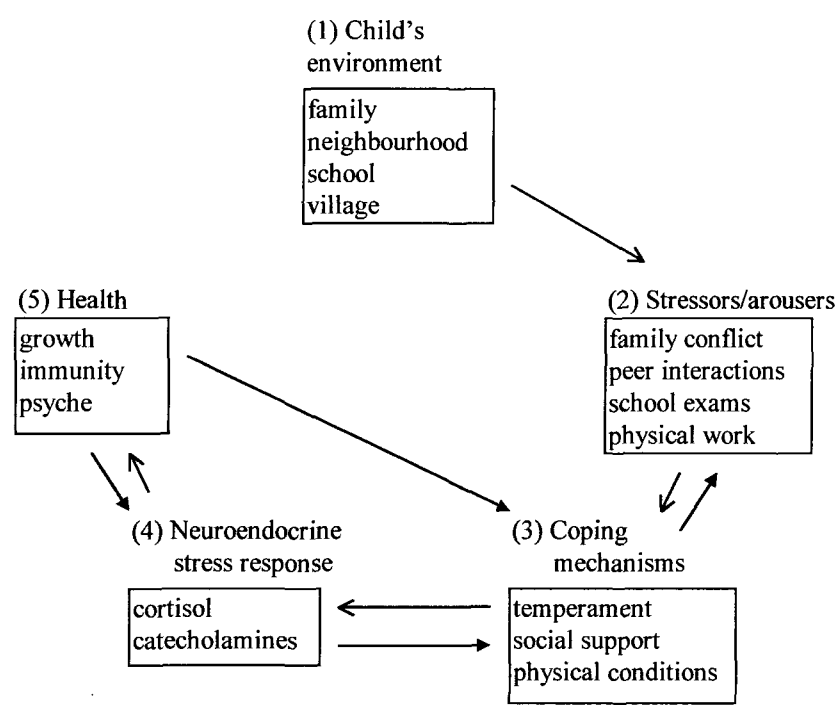 (1) Child's
environment
family
neighbourhood
school
village
(2) Stressors/arousers
family conflict
peer interactions
school exams
physical work
(3) Coping
mechanisms
temperament
social support
physical conditions
(4) Neuroendocrine
stress response
cortisol
catecholamines
(5) Health
growth
immunity
psyche